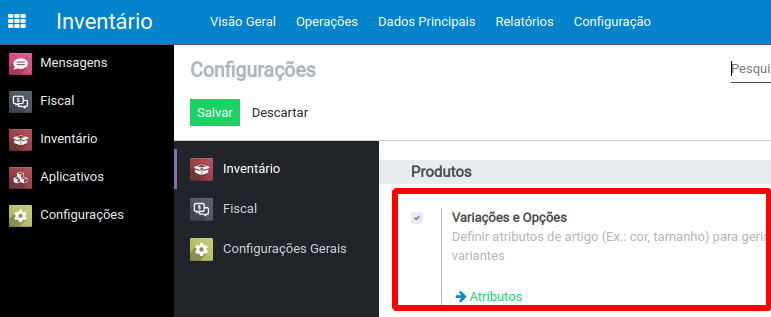 Inventário
Visão Geral Operações Dados Principais Relatórios Configuração
Mensagens
Fiscal
Inventário
Aplicativos
Configurações
Configurações
Pesqui
Salvar Descartar
Inventário
Fiscal
Configurações Gerais
Produtos
Variações e Opções
Definir atributos de artigo (Ex.: cor, tamanho) para gerir
variantes
Atributos